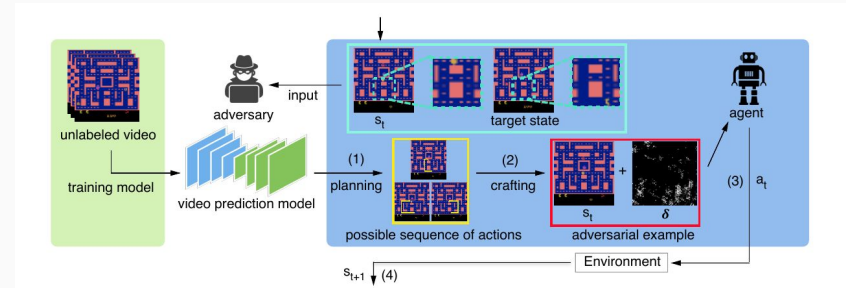 unlabeled video
training model
adversary
input
video prediction model
s_t
target state
(1)
planning
possible sequence of actions
(2)
crafting
s_t
+
δ
adversarial example
agent
(3)
a_t
Environment
s_{t+1}
(4)